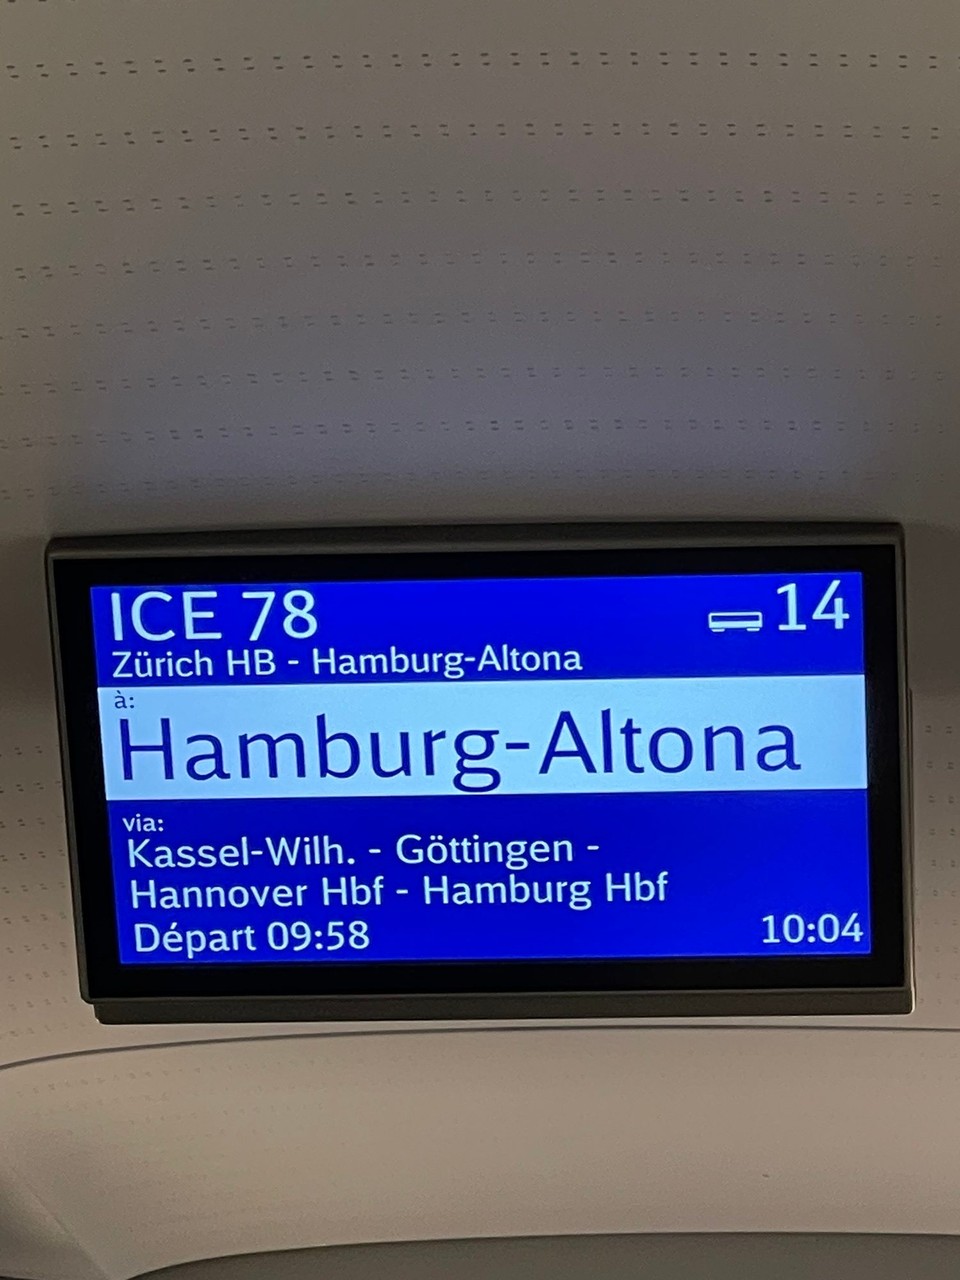 ICE 78 14
Zürich HB - Hamburg-Altona
à:
Hamburg-Altona
via:
Kassel-Wilh. - Göttingen -
Hannover Hbf - Hamburg Hbf
Départ 09:58 10:04